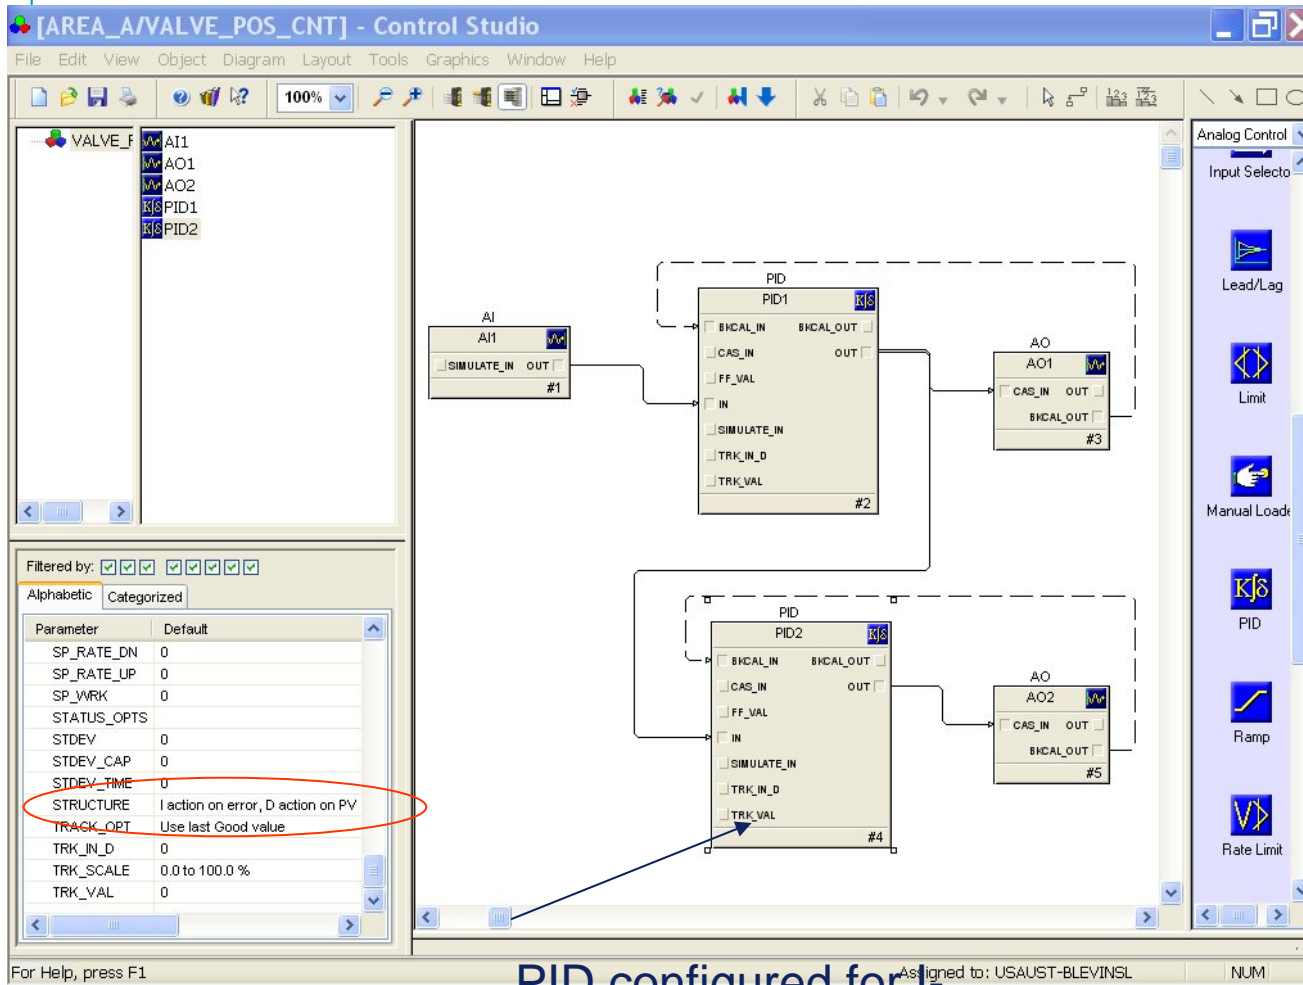 [AREA_A/VALVE_POS_CNT] - Control Studio
File Edit View Object Diagram Layout Tools Graphics Window Help
100%
VALVE_F
AI1
AO1
AO2
PID1
PID2
Filtered by:
Alphabetic Categorized
Parameter Default
SP_RATE_DN 0
SP_RATE_UP 0
SP_WRK 0
STATUS_OPTS
STDEV 0
STDEV_CAP 0
STDEV_TIME 0
STRUCTURE I action on error, D action on PV
TRACK_OPT Use last Good value
TRK_IN_D 0
TRK_SCALE 0.0 to 100.0 %
TRK_VAL 0
AI
AI1
SIMULATE_IN OUT
#1
PID
PID1
BKCAL_IN BKCAL_OUT
CAS_IN OUT
FF_VAL
IN
SIMULATE_IN
TRK_IN_D
TRK_VAL
#2
AO
AO1
CAS_IN OUT
BKCAL_OUT
#3
PID
PID2
BKCAL_IN BKCAL_OUT
CAS_IN OUT
FF_VAL
IN
SIMULATE_IN
TRK_IN_D
TRK_VAL
#4
AO
AO2
CAS_IN OUT
BKCAL_OUT
#5
Analog Control
Input Selecto
Lead/Lag
Limit
Manual Loade
PID
Ramp
Rate Limit
PID configured for I-
For Help, press F1
Assigned to: USAUST-BLEVINSL
NUM